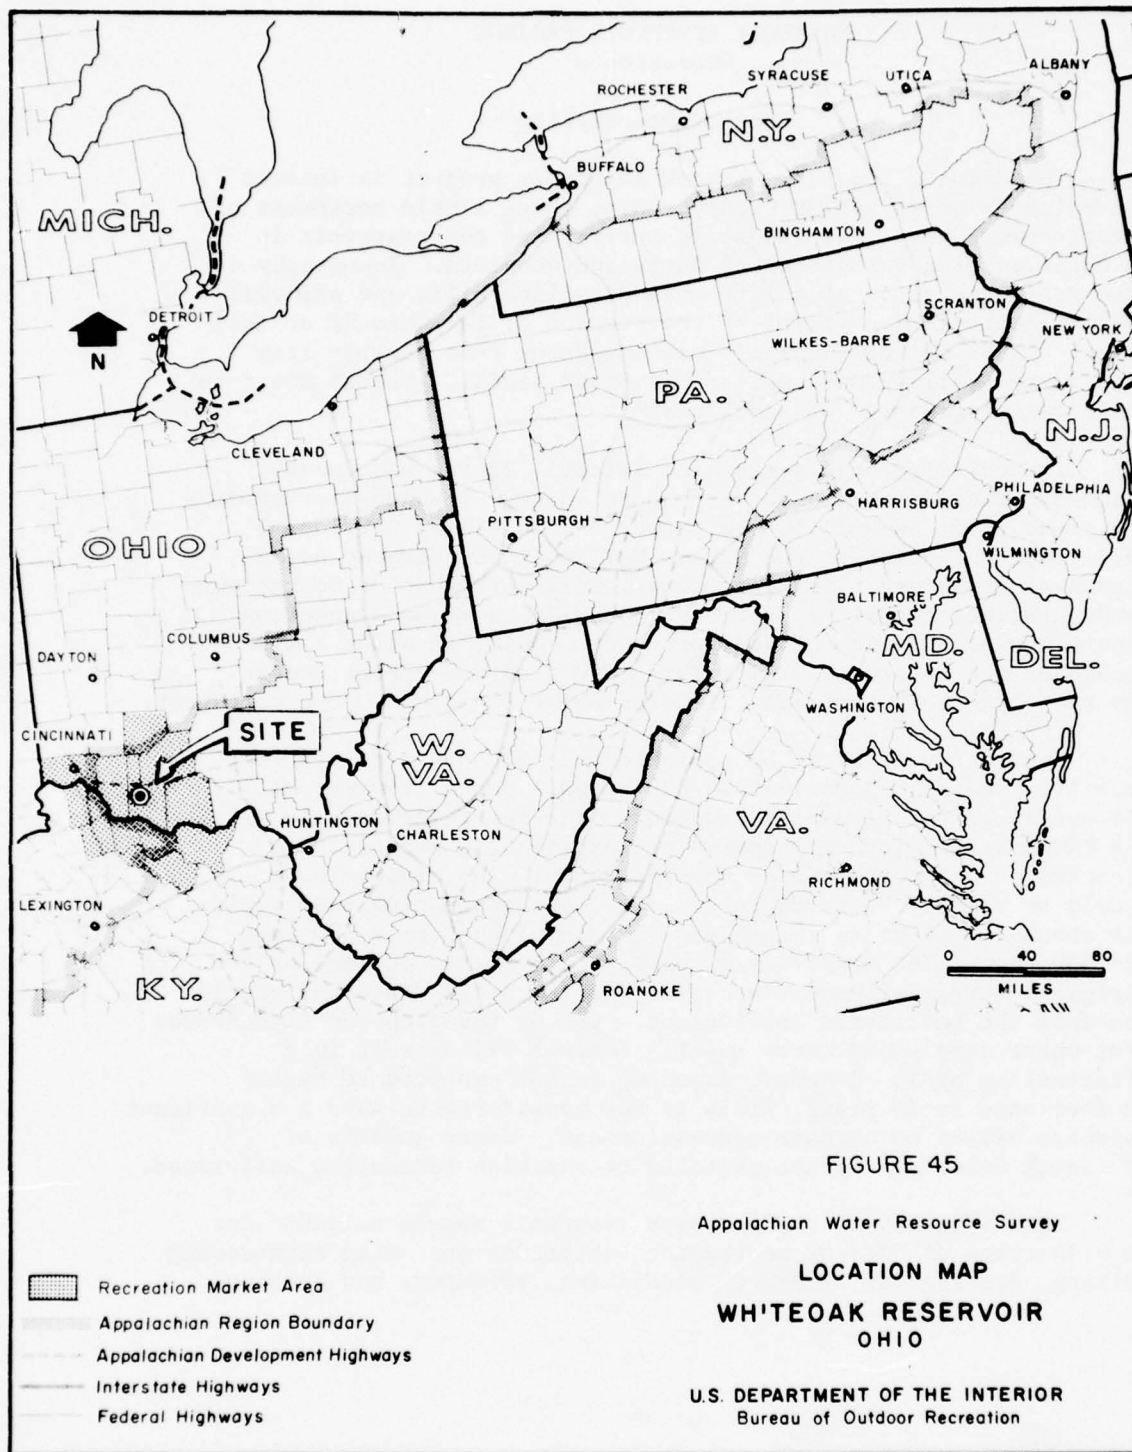 ALBANY
SYRACUSE
UTICA
ROCHESTER
N.Y.
BUFFALO
MICH.
BINGHAMTON
SCRANTON
DETROIT
NEW YORK
N
WILKES-BARRE
PA.
N.J.
CLEVELAND
PHILADELPHIA
HARRISBURG
PITTSBURGH
OHIO
WILMINGTON
BALTIMORE
COLUMBUS
MD.
DAYTON
DEL.
WASHINGTON
CINCINNATI
SITE
W.
VA.
HUNTINGTON
CHARLESTON
VA.
RICHMOND
LEXINGTON
0 40 80
MILES
KY.
ROANOKE
FIGURE 45
Appalachian Water Resource Survey
LOCATION MAP
WH'TEOAK RESERVOIR
OHIO
U.S. DEPARTMENT OF THE INTERIOR
Bureau of Outdoor Recreation
Recreation Market Area
Appalachian Region Boundary
Appalachian Development Highways
Interstate Highways
Federal Highways